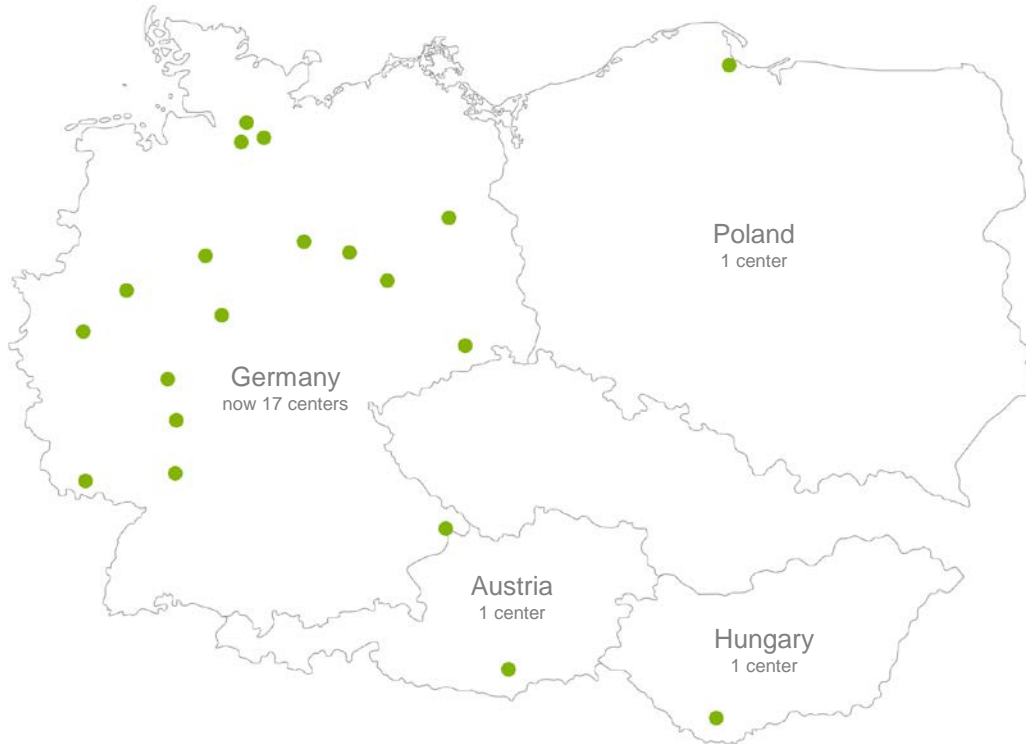 Poland
1 center
Germany
now 17 centers
Austria
1 center
Hungary
1 center